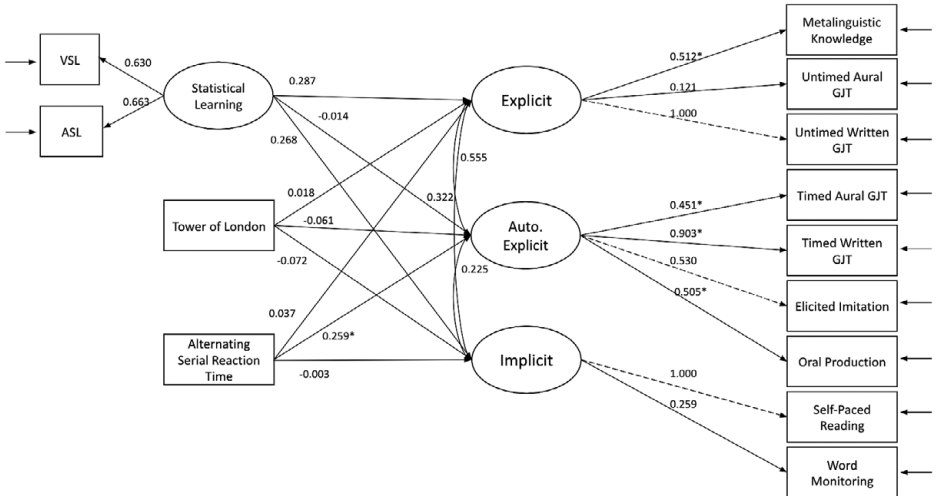 Metalinguistic
Knowledge
VSL
0.630
Statistical
Learning
0.287
Explicit
0.512*
Untimed Aural
GJT
0.121
ASL
0.663
-0.014
0.268
1.000
Untimed Written
GJT
0.555
0.018
0.322
0.451*
Timed Aural GJT
Tower of London
-0.061
Auto.
Explicit
0.903*
Timed Written
GJT
-0.072
0.225
0.530
0.505*
Elicited Imitation
0.037
0.259*
Alternating
Serial Reaction
Time
-0.003
Implicit
Oral Production
1.000
0.259
Self-Paced
Reading
Word
Monitoring